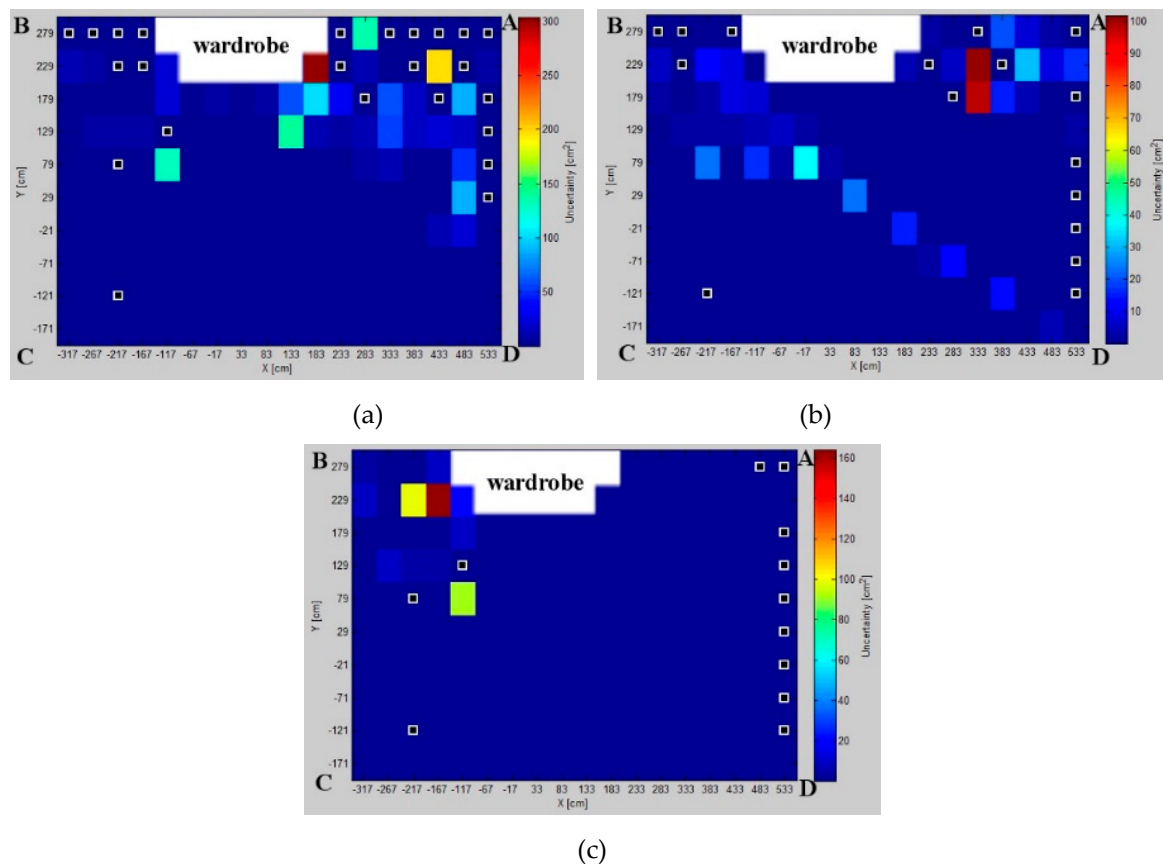 B
A
279
wardrobe
229
179
129
79
29
-21
-71
-121
-171
Y [cm]
C
D
-317 -267 -217 -167 -117 -67 -17 33 83 133 183 233 283 333 383 433 483 533
X [cm]
300
250
200
150
100
50
Uncertainty [cm²]
(a)
B
A
279
wardrobe
229
179
129
79
29
-21
-71
-121
-171
Y [cm]
C
D
-317 -267 -217 -167 -117 -67 -17 33 83 133 183 233 283 333 383 433 483 533
X [cm]
100
90
80
70
60
50
40
30
20
10
Uncertainty [cm²]
(b)
B
A
279
wardrobe
229
179
129
79
29
-21
-71
-121
-171
Y [cm]
C
D
-317 -267 -217 -167 -117 -67 -17 33 83 133 183 233 283 333 383 433 483 533
X [cm]
160
140
120
100
80
60
40
20
Uncertainty [cm²]
(c)